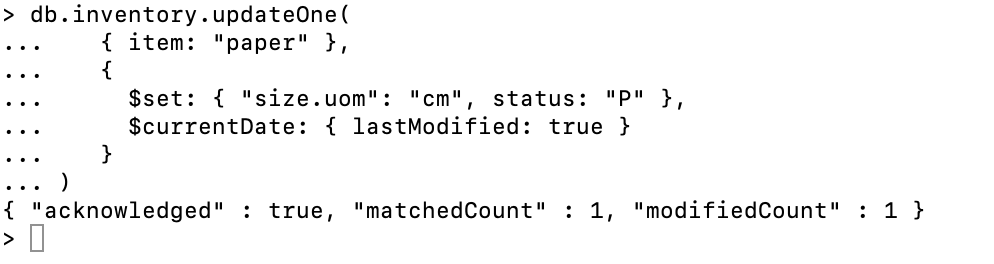 > db.inventory.updateOne(
...    { item: "paper" },
...    {
...      $set: { "size.uom": "cm", status: "P" },
...      $currentDate: { lastModified: true }
...    }
... )
{ "acknowledged" : true, "matchedCount" : 1, "modifiedCount" : 1 }
>